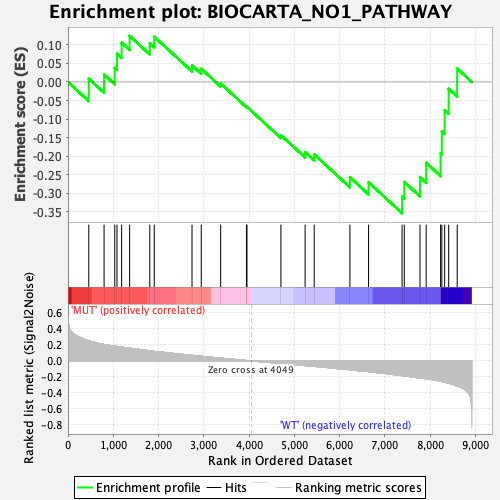 Enrichment plot: BIOCARTA_NO1_PATHWAY
Enrichment score (ES)
0.10
0.05
0.00
-0.05
-0.10
-0.15
-0.20
-0.25
-0.30
-0.35
'MUT' (positively correlated)
Ranked list metric (Signal2Noise)
0.6
0.4
0.2
0.0
-0.2
-0.4
-0.6
-0.8
Zero cross at 4049
'WT' (negatively correlated)
0 1,000 2,000 3,000 4,000 5,000 6,000 7,000 8,000 9,000
Rank in Ordered Dataset
Enrichment profile Hits Ranking metric scores